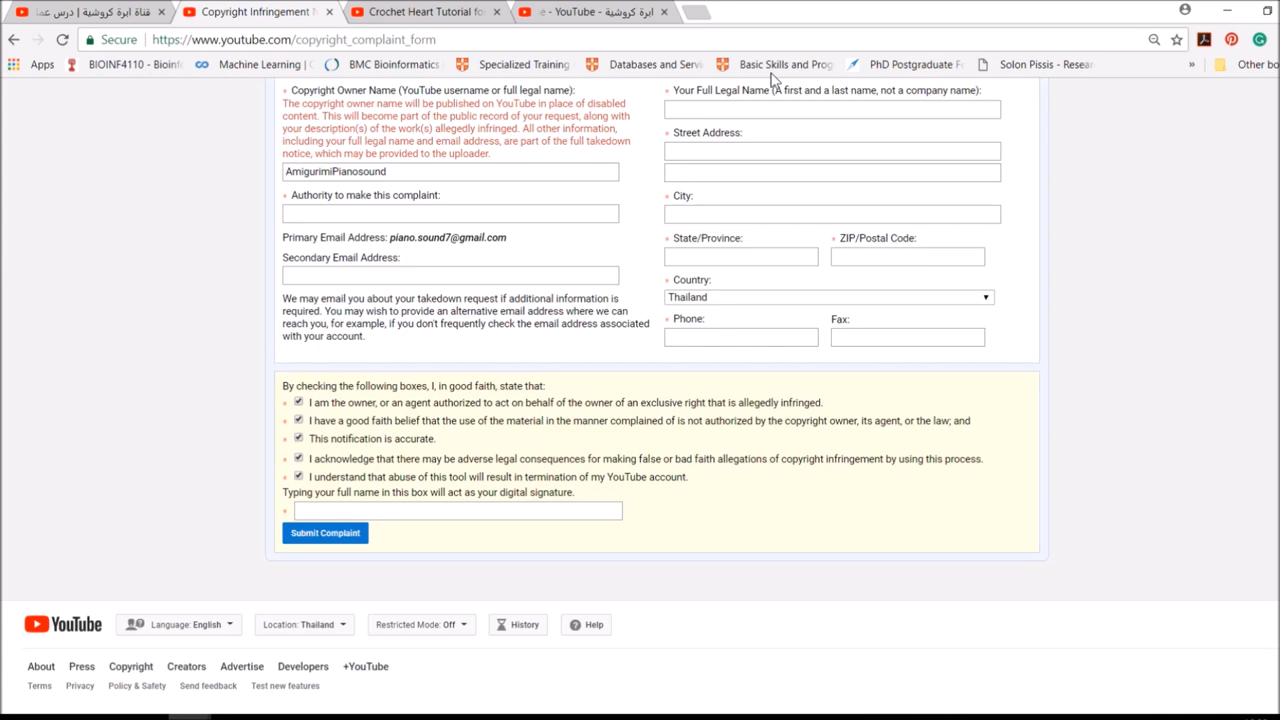 قناة ابرة كروشية | درس عما
Copyright Infringement N
Crochet Heart Tutorial fo
ابرة كروشية - YouTube - e
Secure
https://www.youtube.com/copyright_complaint_form
Apps
BIOINF4110 - Bioinf
Machine Learning | C
BMC Bioinformatics
Specialized Training
Databases and Servi
Basic Skills and Prog
PhD Postgraduate F
Solon Pissis - Resear
»
Other bo
* Copyright Owner Name (YouTube username or full legal name):
The copyright owner name will be published on YouTube in place of disabled
content. This will become part of the public record of your request, along with
your description(s) of the work(s) allegedly infringed. All other information,
including your full legal name and email address, are part of the full takedown
notice, which may be provided to the uploader.
AmigurimiPianosound
* Authority to make this complaint:
Primary Email Address: piano.sound7@gmail.com
Secondary Email Address:
We may email you about your takedown request if additional information is
required. You may wish to provide an alternative email address where we can
reach you, for example, if you don't frequently check the email address associated
with your account.
* Your Full Legal Name (A first and a last name, not a company name):
* Street Address:
* City:
* State/Province:
* ZIP/Postal Code:
* Country:
Thailand
* Phone:
Fax:
By checking the following boxes, I, in good faith, state that:
* I am the owner, or an agent authorized to act on behalf of the owner of an exclusive right that is allegedly infringed.
* I have a good faith belief that the use of the material in the manner complained of is not authorized by the copyright owner, its agent, or the law; and
* This notification is accurate.
* I acknowledge that there may be adverse legal consequences for making false or bad faith allegations of copyright infringement by using this process.
* I understand that abuse of this tool will result in termination of my YouTube account.
Typing your full name in this box will act as your digital signature.
*
Submit Complaint
YouTube
Language: English
Location: Thailand
Restricted Mode: Off
History
Help
About
Press
Copyright
Creators
Advertise
Developers
+YouTube
Terms
Privacy
Policy & Safety
Send feedback
Test new features